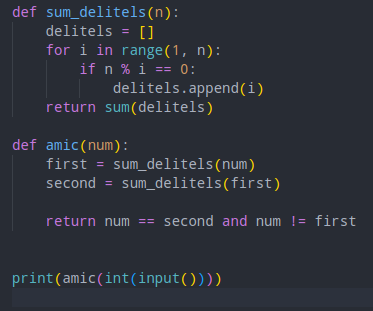 def sum_delitels(n):
    delitels = []
    for i in range(1, n):
        if n % i == 0:
            delitels.append(i)
    return sum(delitels)

def amic(num):
    first = sum_delitels(num)
    second = sum_delitels(first)

    return num == second and num != first


print(amic(int(input())))